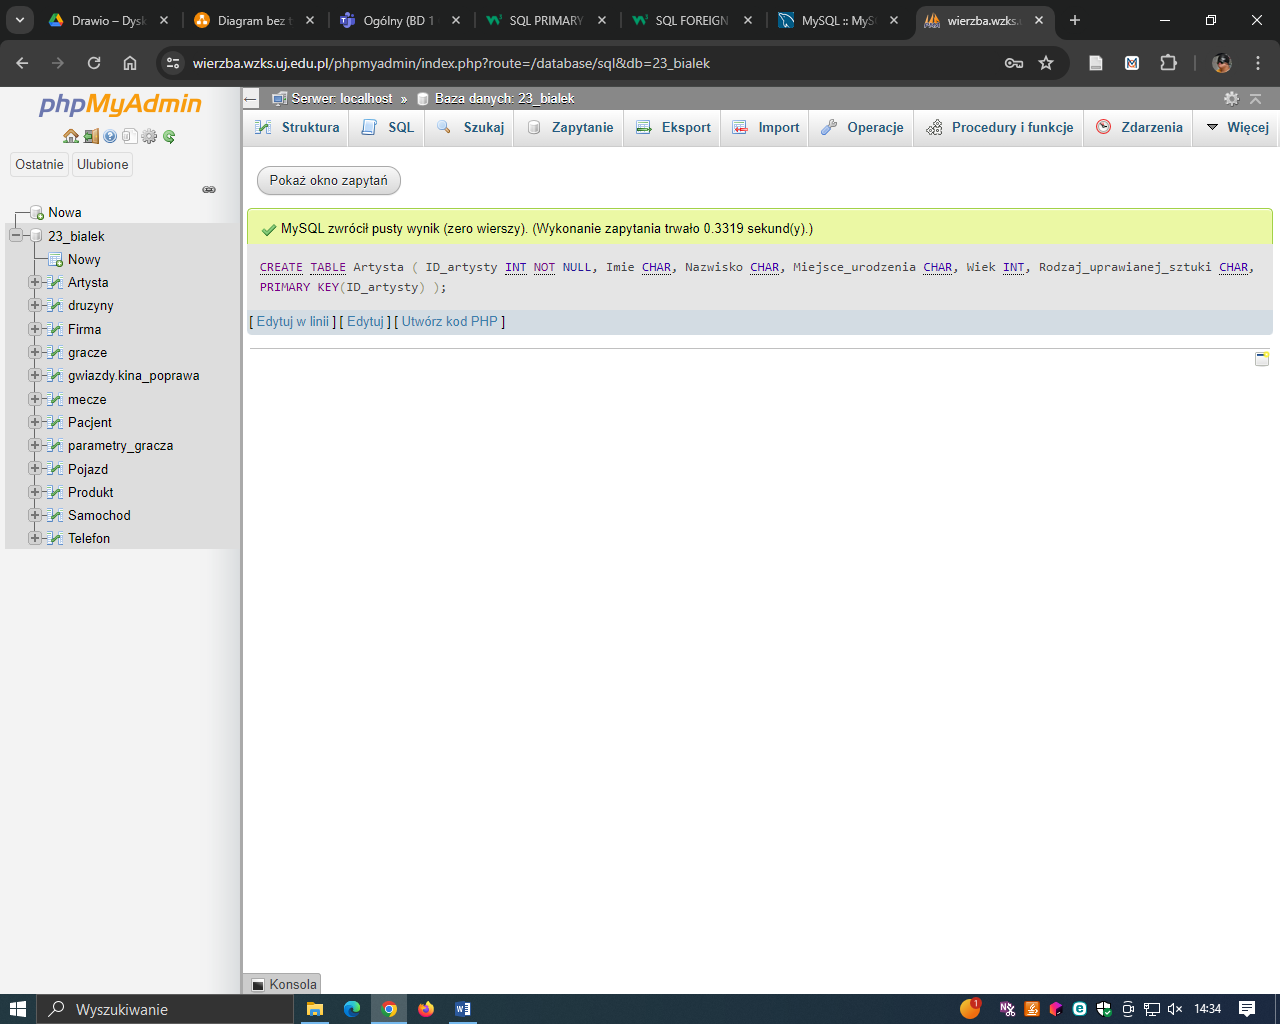 Drawio – Dysk
Diagram bez t
Ogólny (BD 1
SQL PRIMARY
SQL FOREIGN
MySQL :: MyS
wierzba.wzks.u
wierzba.wzks.uj.edu.pl/phpmyadmin/index.php?route=/database/sql&db=23_bialek
phpMyAdmin
Ostatnie
Ulubione
Nowa
23_bialek
Nowy
Artysta
druzyny
Firma
gracze
gwiazdy.kina_poprawa
mecze
Pacjent
parametry_gracza
Pojazd
Produkt
Samochod
Telefon
Serwer: localhost » Baza danych: 23_bialek
Struktura
SQL
Szukaj
Zapytanie
Eksport
Import
Operacje
Procedury i funkcje
Zdarzenia
Więcej
Pokaż okno zapytań
MySQL zwrócił pusty wynik (zero wierszy). (Wykonanie zapytania trwało 0.3319 sekund(y).)
CREATE TABLE Artysta ( ID_artysty INT NOT NULL, Imie CHAR, Nazwisko CHAR, Miejsce_urodzenia CHAR, Wiek INT, Rodzaj_uprawianej_sztuki CHAR,
PRIMARY KEY(ID_artysty) );
[ Edytuj w linii ] [ Edytuj ] [ Utwórz kod PHP ]
Konsola
Wyszukiwanie
1
14:34